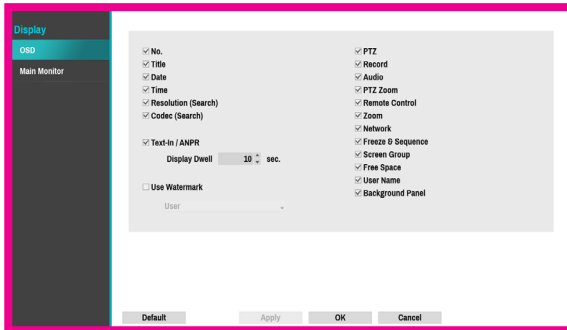 Display
OSD
Main Monitor
No.
Title
Date
Time
Resolution (Search)
Codec (Search)
Text-In / ANPR
Display Dwell 10 sec.
Use Watermark
User
PTZ
Record
Audio
PTZ Zoom
Remote Control
Zoom
Network
Freeze & Sequence
Screen Group
Free Space
User Name
Background Panel
Default Apply OK Cancel